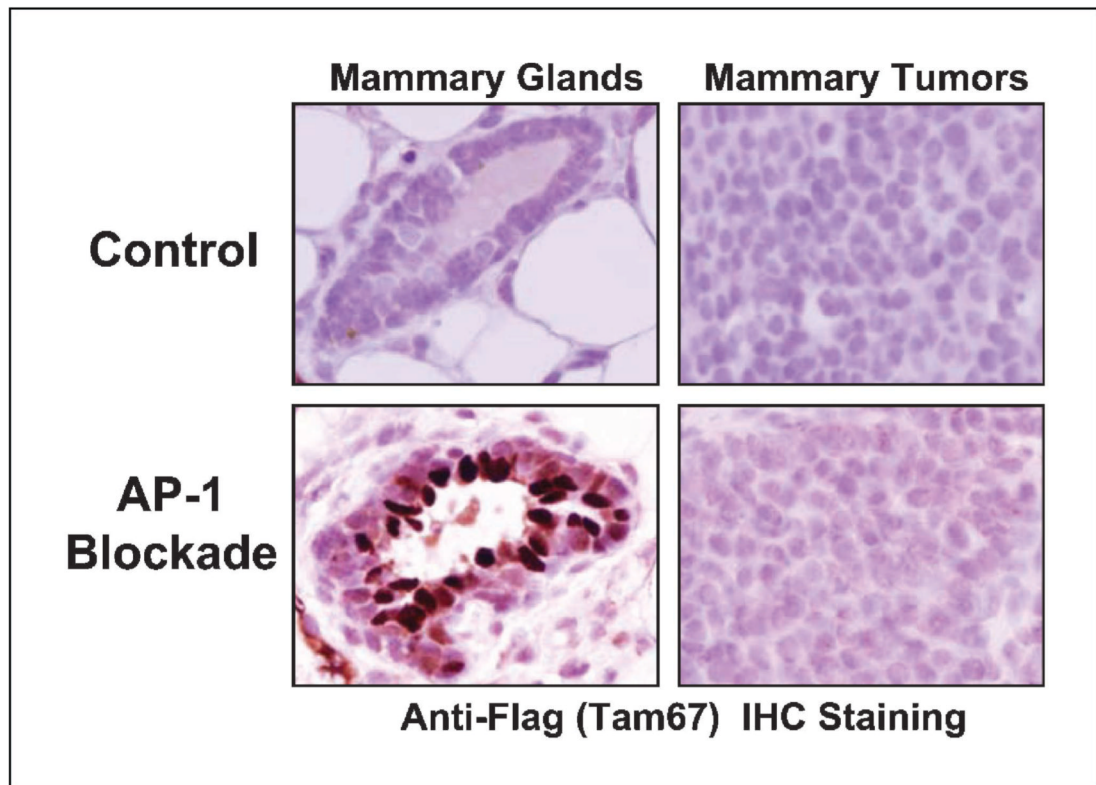 Mammary Glands Mammary Tumors
Control
AP-1
Blockade
Anti-Flag (Tam67) IHC Staining